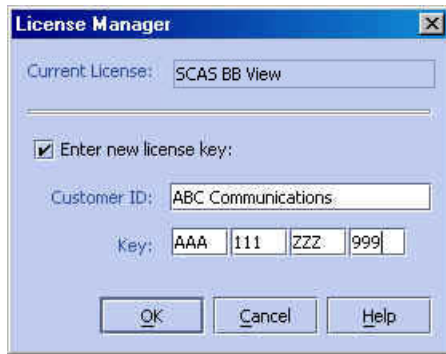 License Manager
Current License: SCAS BB View
Enter new license key:
Customer ID: ABC Communications
Key: AAA 111 ZZZ 999
OK Cancel Help